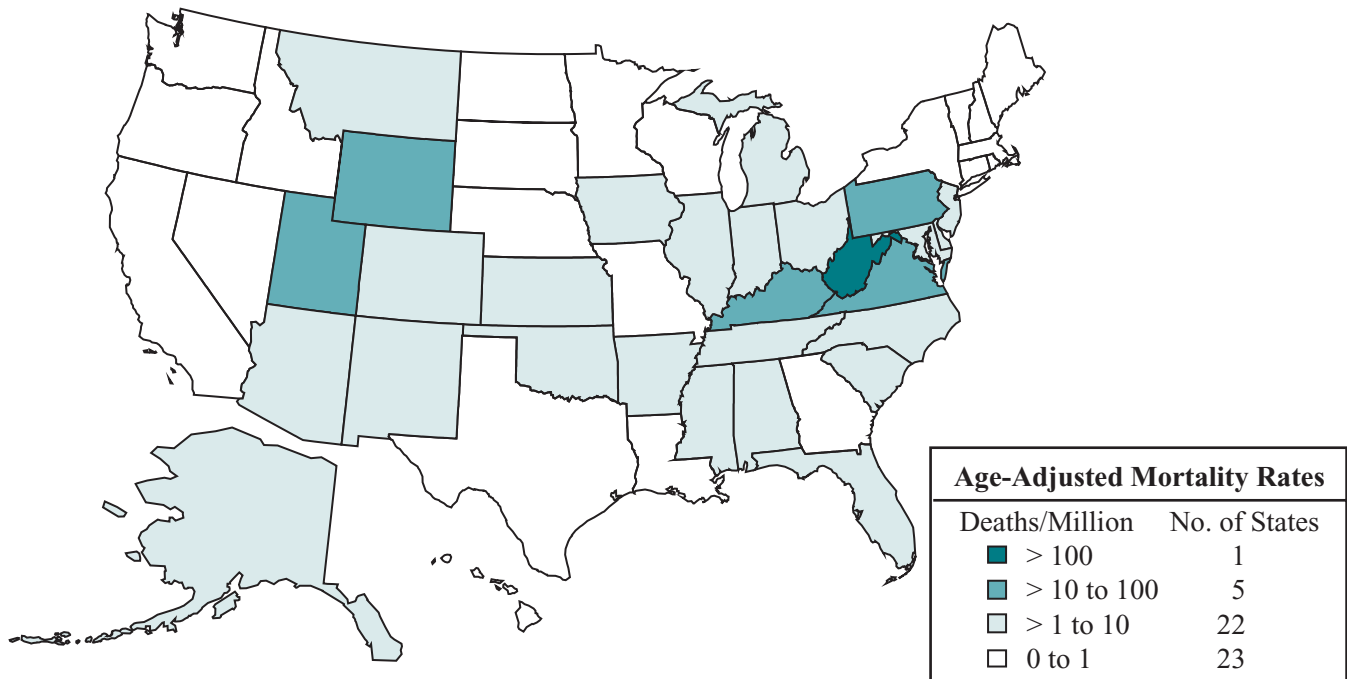 Age-Adjusted Mortality Rates
Deaths/Million No. of States
> 100 1
> 10 to 100 5
> 1 to 10 22
0 to 1 23